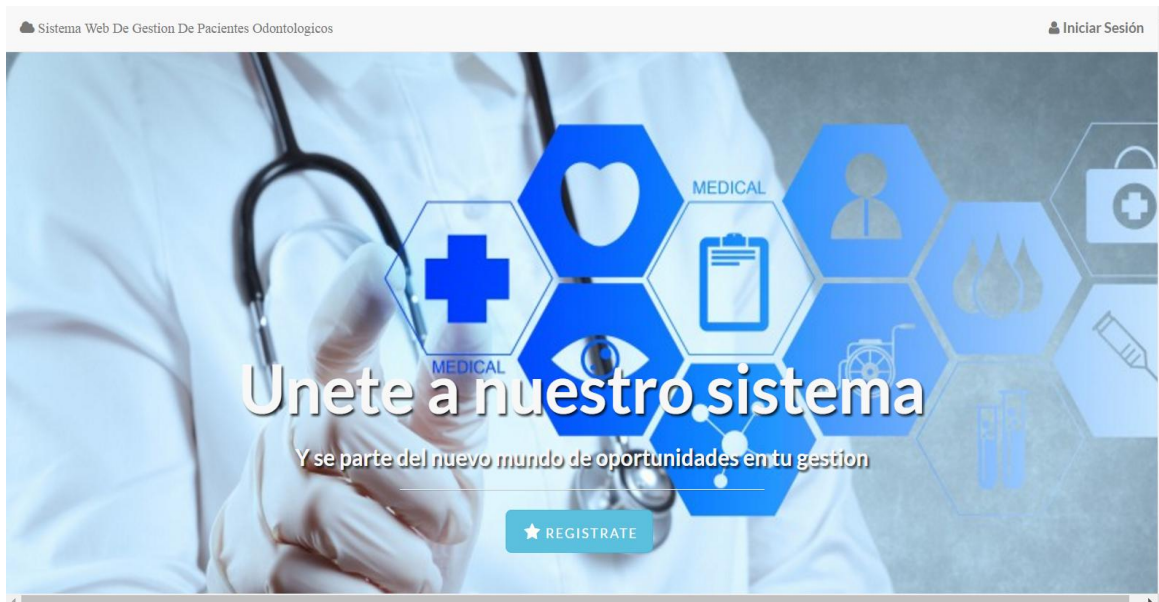 Sistema Web De Gestion De Pacientes Odontologicos
Iniciar Sesión
MEDICAL
MEDICAL
Unete a nuestro sistema
Y se parte del nuevo mundo de oportunidades en tu gestion
REGISTRATE